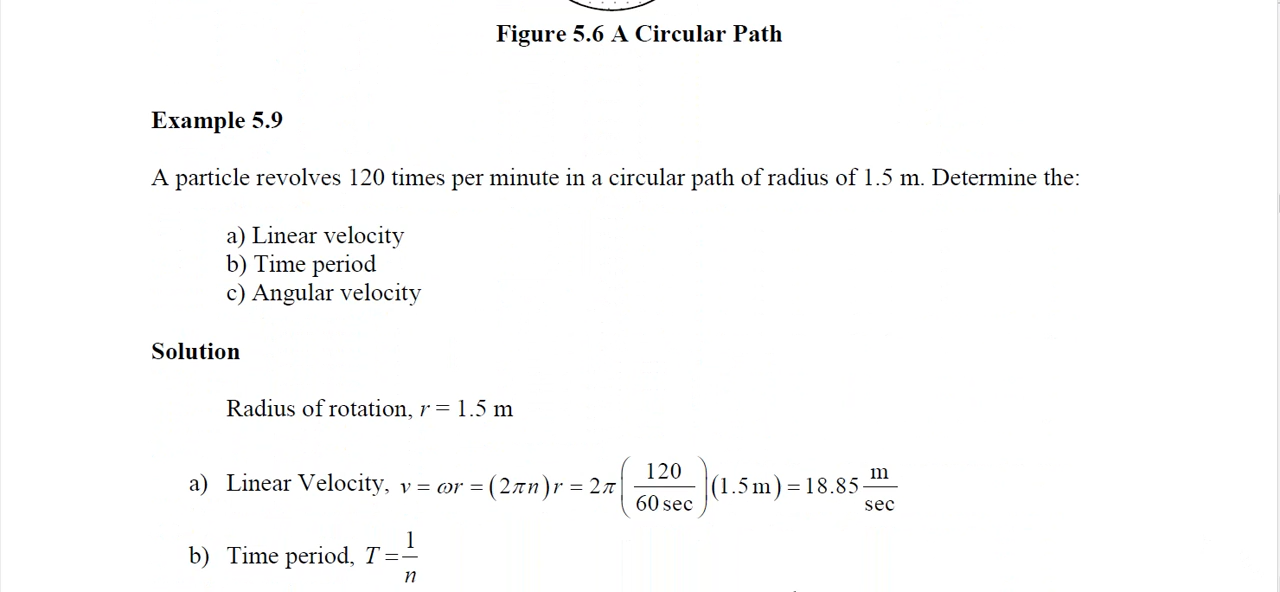 Figure 5.6 A Circular Path
Example 5.9
A particle revolves 120 times per minute in a circular path of radius of 1.5 m. Determine the:
a) Linear velocity
b) Time period
c) Angular velocity
Solution
Radius of rotation, r = 1.5 m
a) Linear Velocity, v = ωr = (2πn)r = 2π(120/60 sec)(1.5 m) = 18.85 m/sec
b) Time period, T = 1/n